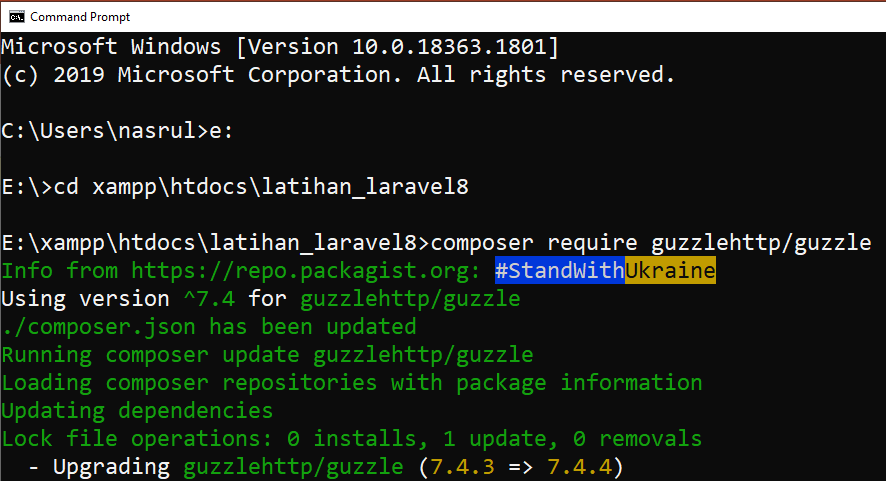 Command Prompt
Microsoft Windows [Version 10.0.18363.1801]
(c) 2019 Microsoft Corporation. All rights reserved.
C:\Users\nasrul>e:
E:\>cd xampp\htdocs\latihan_laravel8
E:\xampp\htdocs\latihan_laravel8>composer require guzzlehttp/guzzle
Info from https://repo.packagist.org: #StandWithUkraine
Using version ^7.4 for guzzlehttp/guzzle
./composer.json has been updated
Running composer update guzzlehttp/guzzle
Loading composer repositories with package information
Updating dependencies
Lock file operations: 0 installs, 1 update, 0 removals
  - Upgrading guzzlehttp/guzzle (7.4.3 => 7.4.4)